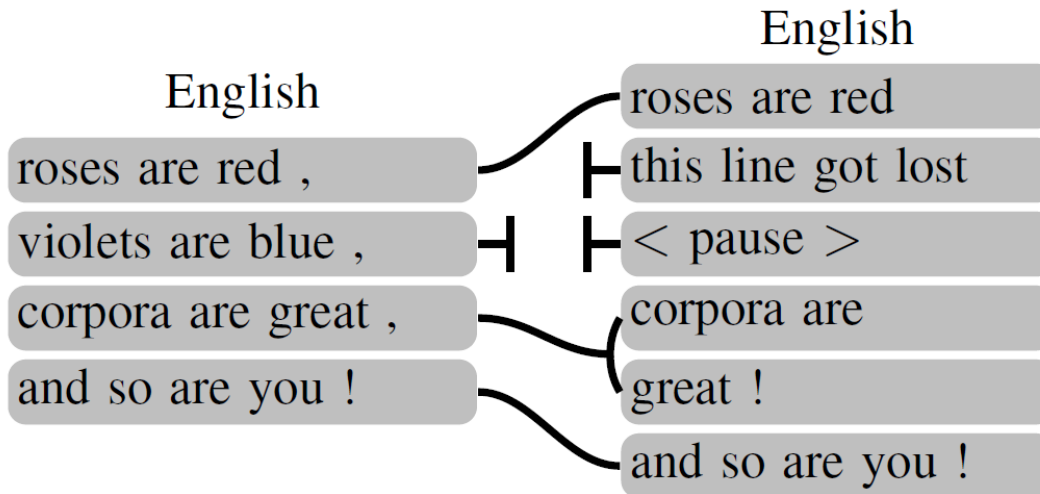 English
roses are red ,
violets are blue ,
corpora are great ,
and so are you !
English
roses are red
this line got lost
< pause >
corpora are
great !
and so are you !